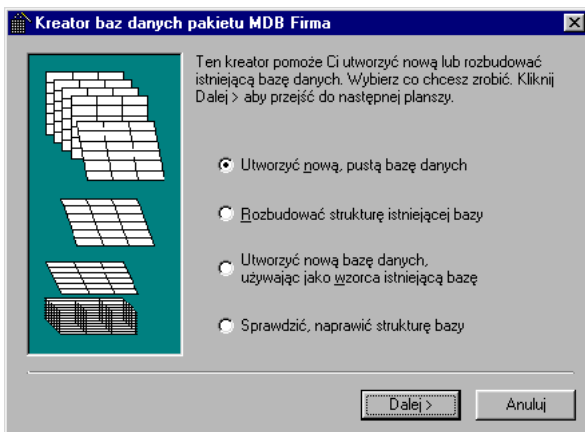 Kreator baz danych pakietu MDB Firma
Ten kreator pomoże Ci utworzyć nową lub rozbudować
istniejącą bazę danych. Wybierz co chcesz zrobić. Kliknij
Dalej > aby przejść do następnej planszy.
Utworzyć nową, pustą bazę danych
Rozbudować strukturę istniejącej bazy
Utworzyć nową bazę danych,
używając jako wzorca istniejącą bazę
Sprawdzić, naprawić strukturę bazy
Dalej >
Anuluj